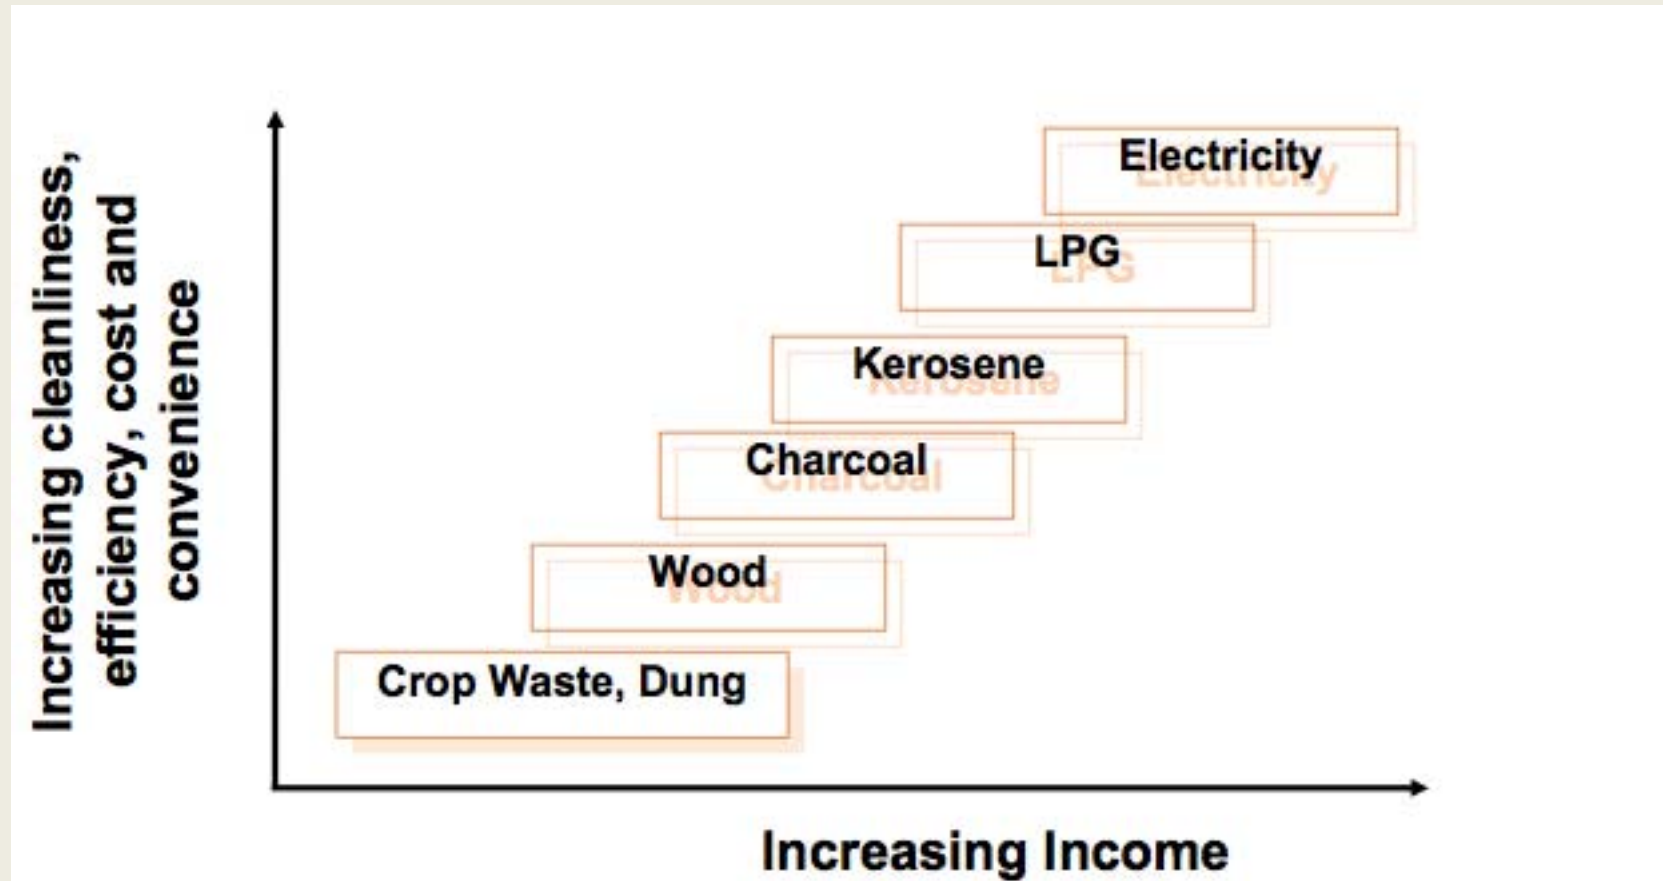 Increasing cleanliness,
efficiency, cost and
convenience
Electricity
LPG
Kerosene
Charcoal
Wood
Crop Waste, Dung
Increasing Income